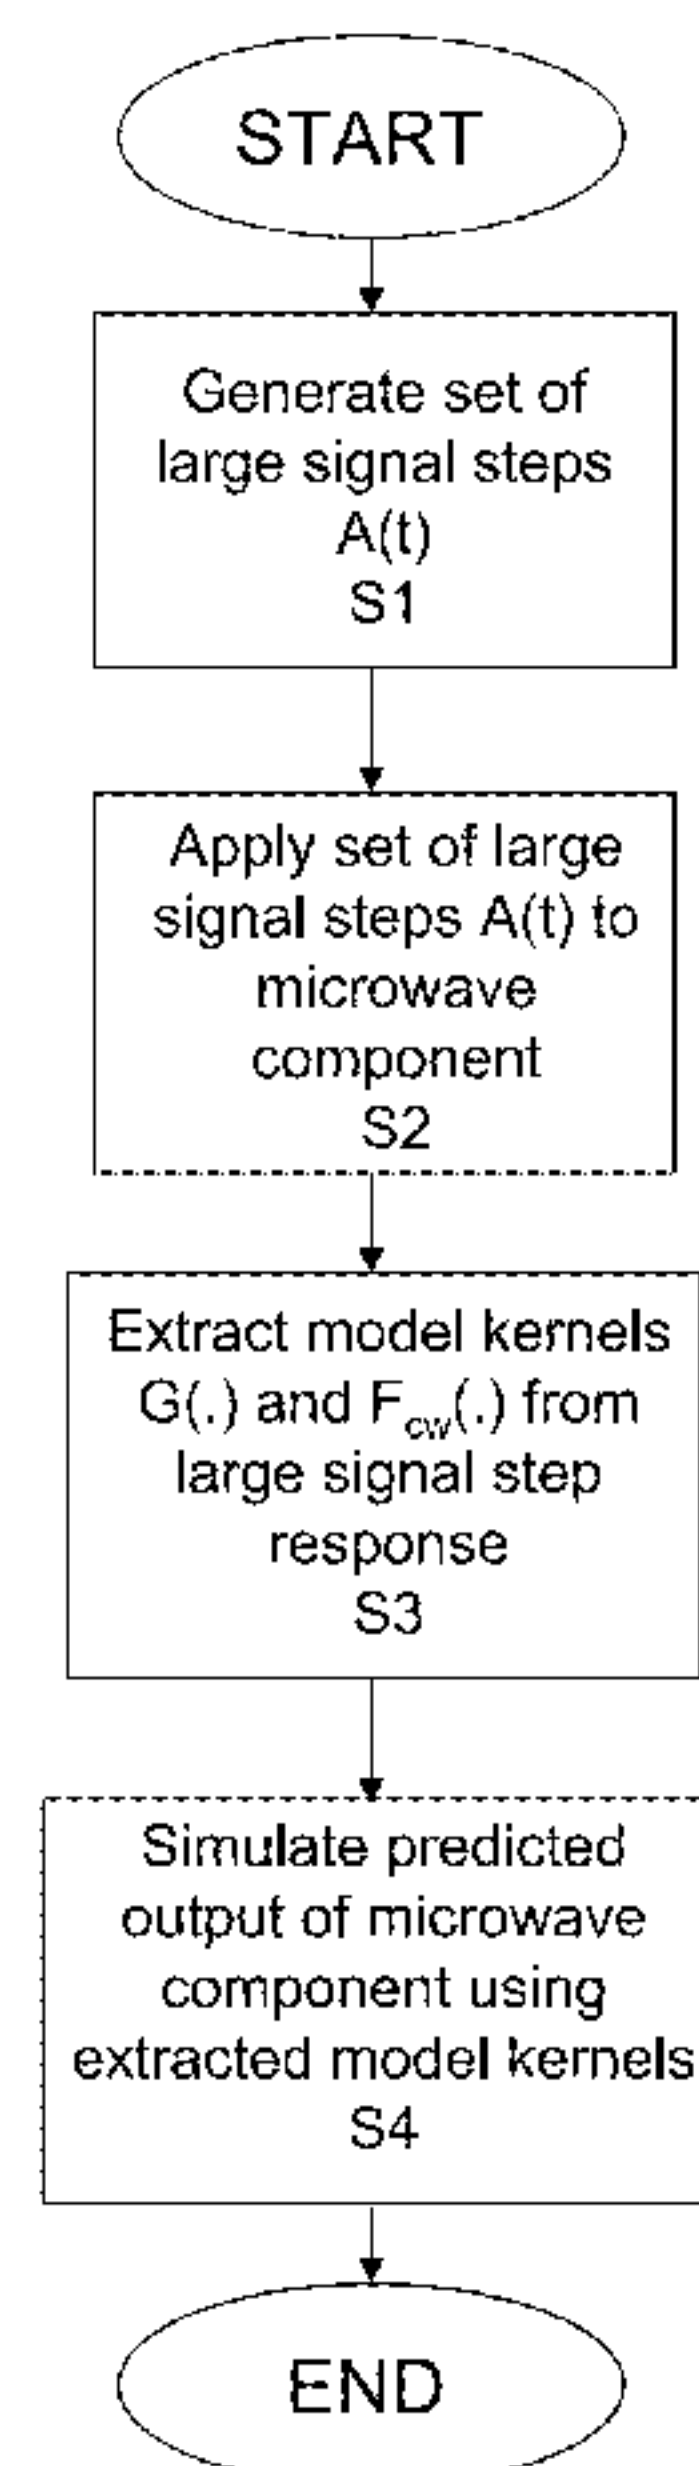 START
Generate set of
large signal steps
A(t)
S1
Apply set of large
signal steps A(t) to
microwave
component
S2
Extract model kernels
G(.) and Fcw(.) from
large signal step
response
S3
Simulate predicted
output of microwave
component using
extracted model kernels
S4
END